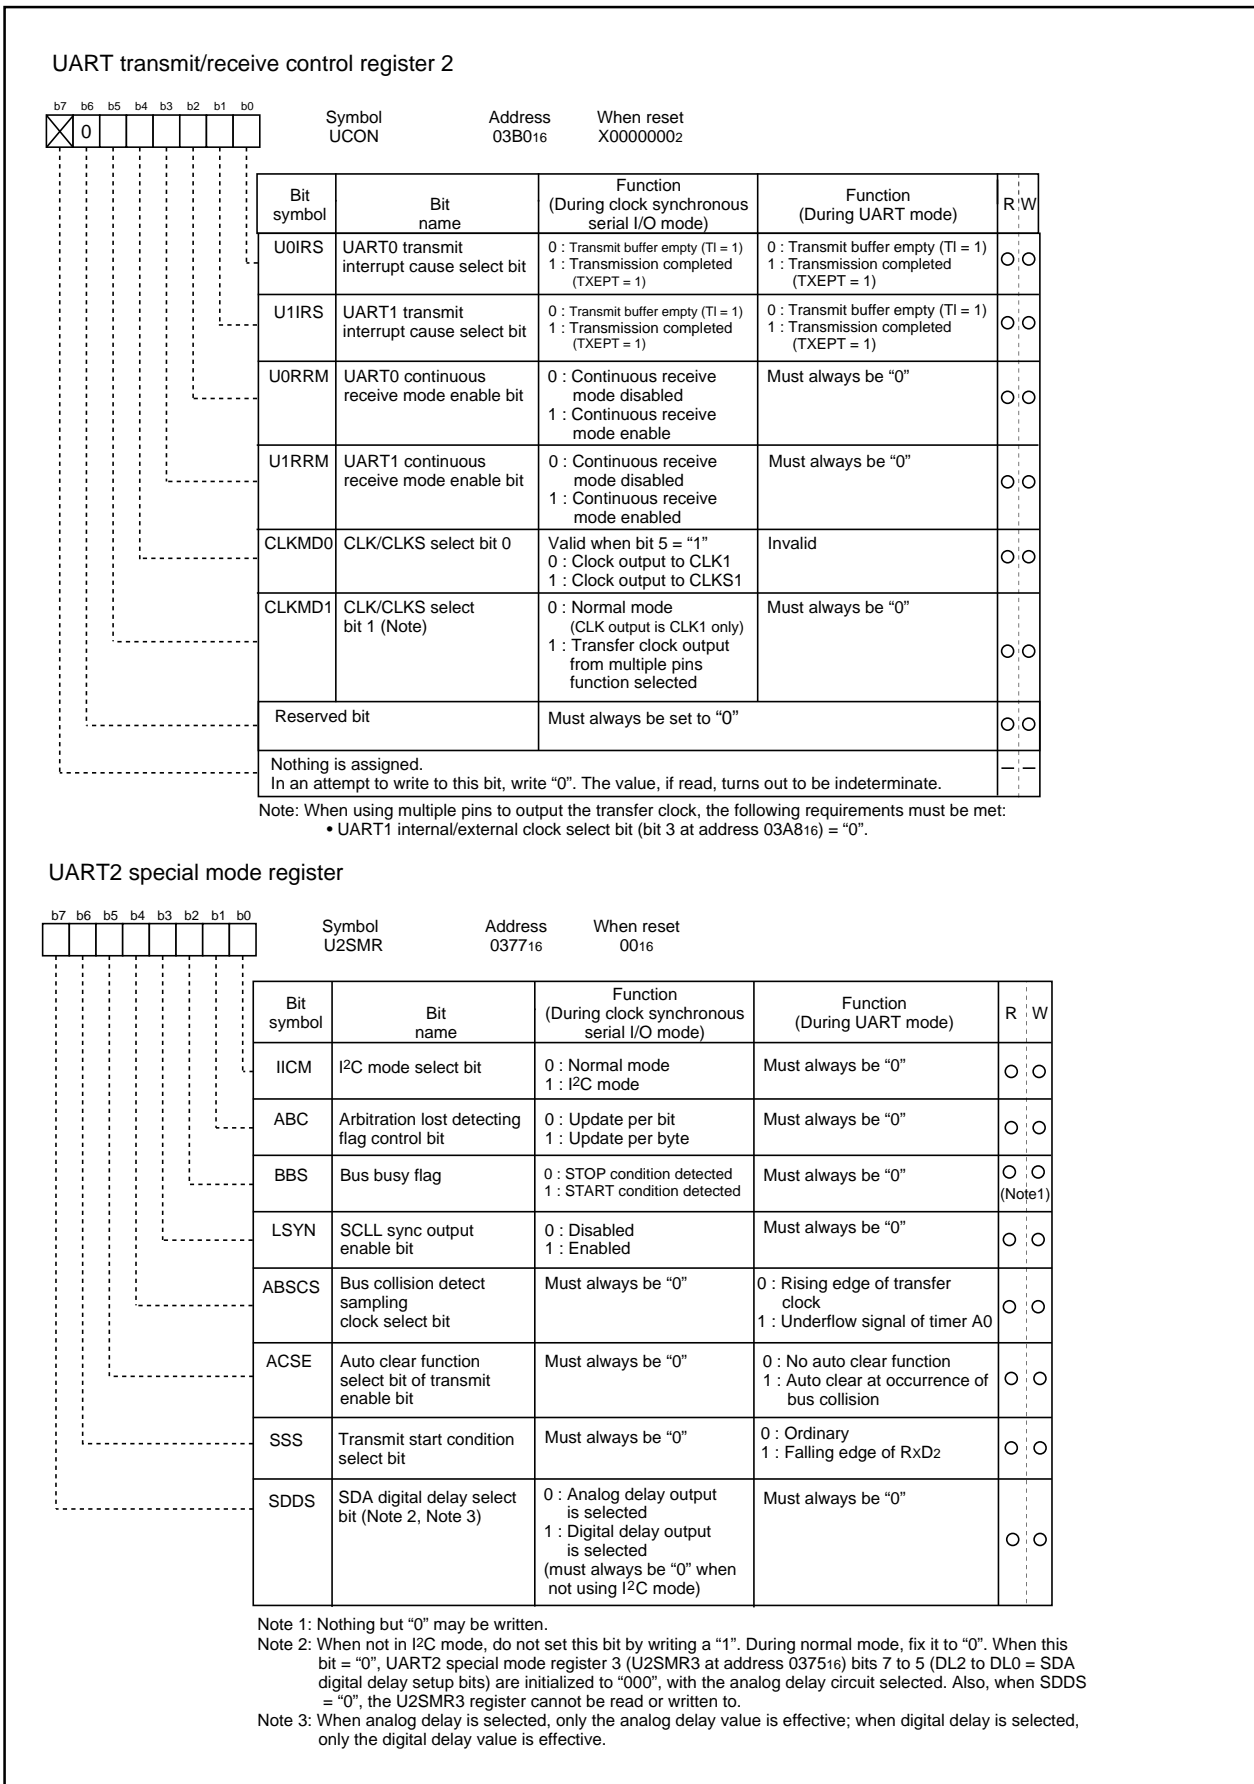 UART transmit/receive control register 2
b7 b6 b5 b4 b3 b2 b1 b0
Symbol Address When reset
UCON 03B016 X00000002
0
Bit symbol Bit name Function (During clock synchronous serial I/O mode) Function (During UART mode) R W
U0IRS UART0 transmit interrupt cause select bit 0 : Transmit buffer empty (TI = 1) 1 : Transmission completed (TXEPT = 1) 0 : Transmit buffer empty (TI = 1) 1 : Transmission completed (TXEPT = 1)
U1IRS UART1 transmit interrupt cause select bit 0 : Transmit buffer empty (TI = 1) 1 : Transmission completed (TXEPT = 1) 0 : Transmit buffer empty (TI = 1) 1 : Transmission completed (TXEPT = 1)
U0RRM UART0 continuous receive mode enable bit 0 : Continuous receive mode disabled 1 : Continuous receive mode enable Must always be “0”
U1RRM UART1 continuous receive mode enable bit 0 : Continuous receive mode disabled 1 : Continuous receive mode enabled Must always be “0”
CLKMD0 CLK/CLKS select bit 0 Valid when bit 5 = “1” 0 : Clock output to CLK1 1 : Clock output to CLKS1 Invalid
CLKMD1 CLK/CLKS select bit 1 (Note) 0 : Normal mode (CLK output is CLK1 only) 1 : Transfer clock output from multiple pins function selected Must always be “0”
Reserved bit Must always be set to “0”
Nothing is assigned.
In an attempt to write to this bit, write “0”. The value, if read, turns out to be indeterminate. – –
Note: When using multiple pins to output the transfer clock, the following requirements must be met:
• UART1 internal/external clock select bit (bit 3 at address 03A816) = “0”.
UART2 special mode register
b7 b6 b5 b4 b3 b2 b1 b0
Symbol Address When reset
U2SMR 037716 0016
Bit symbol Bit name Function (During clock synchronous serial I/O mode) Function (During UART mode) R W
IICM I2C mode select bit 0 : Normal mode 1 : I2C mode Must always be “0”
ABC Arbitration lost detecting flag control bit 0 : Update per bit 1 : Update per byte Must always be “0”
BBS Bus busy flag 0 : STOP condition detected 1 : START condition detected Must always be “0” (Note1)
LSYN SCLL sync output enable bit 0 : Disabled 1 : Enabled Must always be “0”
ABSCS Bus collision detect sampling clock select bit Must always be “0” 0 : Rising edge of transfer clock 1 : Underflow signal of timer A0
ACSE Auto clear function select bit of transmit enable bit Must always be “0” 0 : No auto clear function 1 : Auto clear at occurrence of bus collision
SSS Transmit start condition select bit Must always be “0” 0 : Ordinary 1 : Falling edge of RxD2
SDDS SDA digital delay select bit (Note 2, Note 3) 0 : Analog delay output is selected 1 : Digital delay output is selected (must always be “0” when not using I2C mode) Must always be “0”
Note 1: Nothing but “0” may be written.
Note 2: When not in I2C mode, do not set this bit by writing a “1”. During normal mode, fix it to “0”. When this
bit = “0”, UART2 special mode register 3 (U2SMR3 at address 037516) bits 7 to 5 (DL2 to DL0 = SDA
digital delay setup bits) are initialized to “000”, with the analog delay circuit selected. Also, when SDDS
= “0”, the U2SMR3 register cannot be read or written to.
Note 3: When analog delay is selected, only the analog delay value is effective; when digital delay is selected,
only the digital delay value is effective.